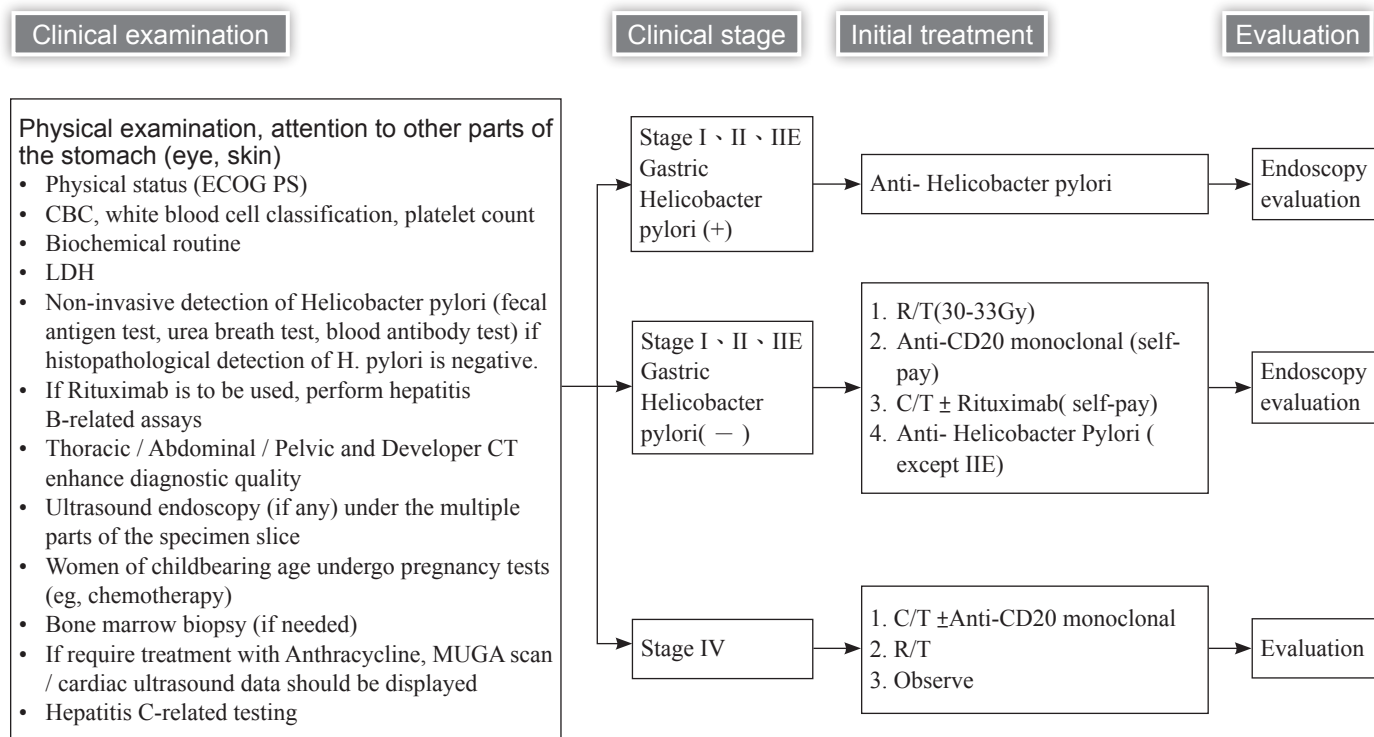 Clinical examination
Clinical stage
Initial treatment
Evaluation
Physical examination, attention to other parts of
the stomach (eye, skin)
• Physical status (ECOG PS)
• CBC, white blood cell classification, platelet count
• Biochemical routine
• LDH
• Non-invasive detection of Helicobacter pylori (fecal
antigen test, urea breath test, blood antibody test) if
histopathological detection of H. pylori is negative.
• If Rituximab is to be used, perform hepatitis
B-related assays
• Thoracic / Abdominal / Pelvic and Developer CT
enhance diagnostic quality
• Ultrasound endoscopy (if any) under the multiple
parts of the specimen slice
• Women of childbearing age undergo pregnancy tests
(eg, chemotherapy)
• Bone marrow biopsy (if needed)
• If require treatment with Anthracycline, MUGA scan
/ cardiac ultrasound data should be displayed
• Hepatitis C-related testing
Stage I、II、IIE
Gastric
Helicobacter
pylori (+)
Anti- Helicobacter pylori
Endoscopy
evaluation
Stage I、II、IIE
Gastric
Helicobacter
pylori( － )
1. R/T(30-33Gy)
2. Anti-CD20 monoclonal (self-
pay)
3. C/T ± Rituximab( self-pay)
4. Anti- Helicobacter Pylori (
except IIE)
Endoscopy
evaluation
Stage IV
1. C/T ±Anti-CD20 monoclonal
2. R/T
3. Observe
Evaluation